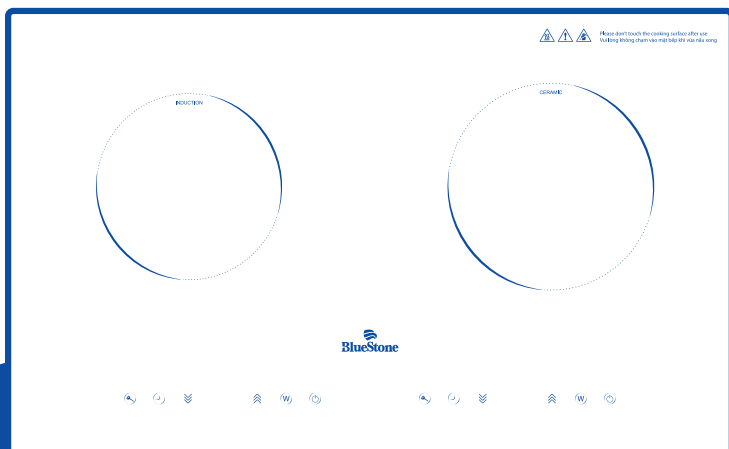 Please don't touch the cooking surface after use
Vui lòng không chạm vào mặt bếp khi vừa nấu xong
INDUCTION
CERAMIC
BlueStone
W
W